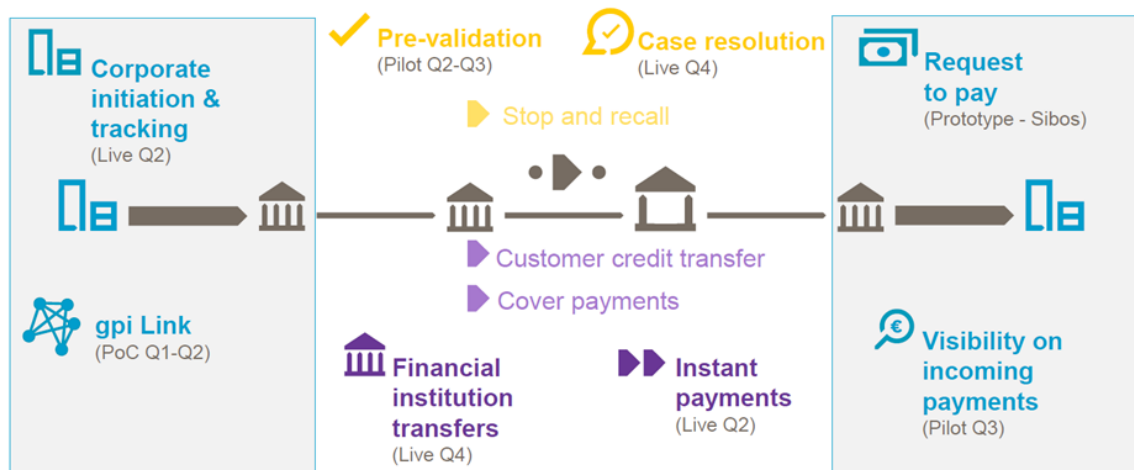 Corporate
initiation &
tracking
(Live Q2)
gpi Link
(PoC Q1-Q2)
Pre-validation
(Pilot Q2-Q3)
Case resolution
(Live Q4)
Stop and recall
Customer credit transfer
Cover payments
Financial
institution
transfers
(Live Q4)
Instant
payments
(Live Q2)
Request
to pay
(Prototype - Sibos)
€
Visibility on
incoming
payments
(Pilot Q3)